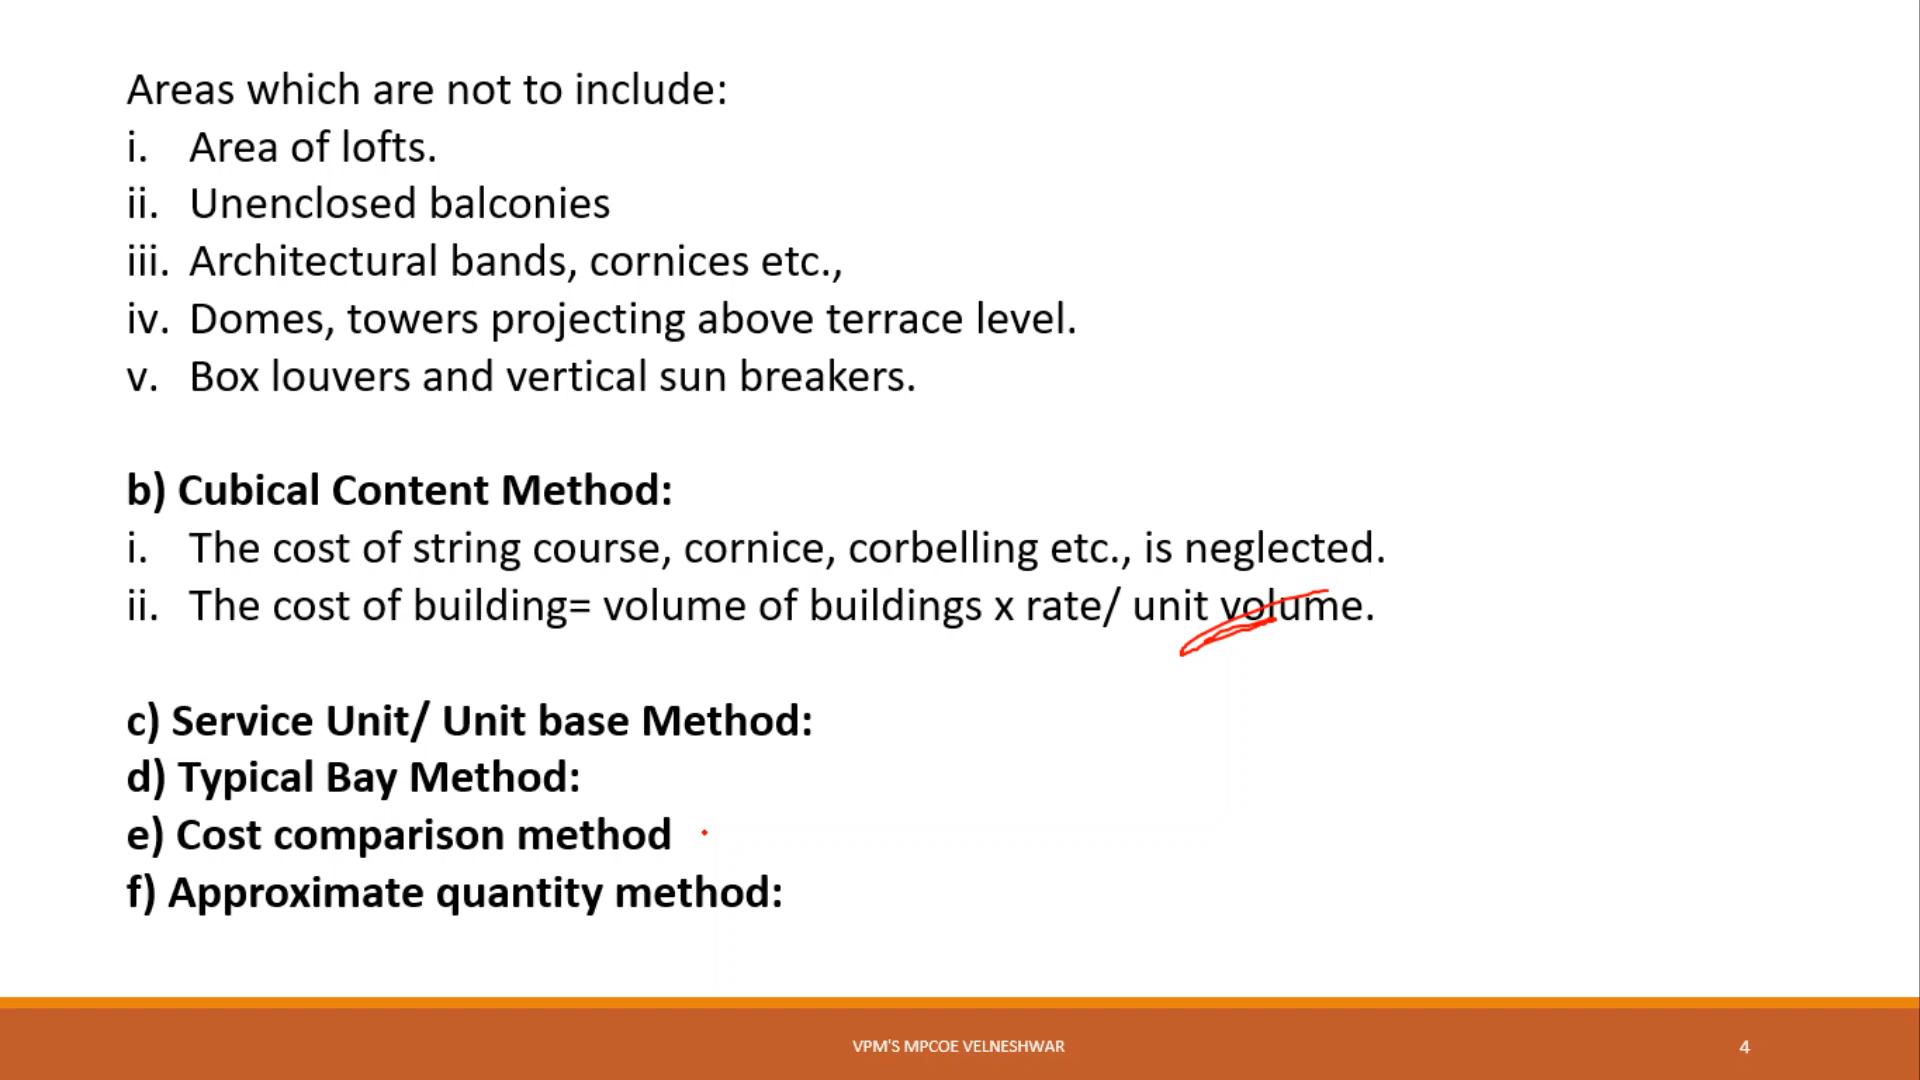 Areas which are not to include:
i. Area of lofts.
ii. Unenclosed balconies
iii. Architectural bands, cornices etc.,
iv. Domes, towers projecting above terrace level.
v. Box louvers and vertical sun breakers.
b) Cubical Content Method:
i. The cost of string course, cornice, corbelling etc., is neglected.
ii. The cost of building= volume of buildings x rate/ unit volume.
c) Service Unit/ Unit base Method:
d) Typical Bay Method:
e) Cost comparison method
f) Approximate quantity method:
VPM'S MPCOE VELNESHWAR
4